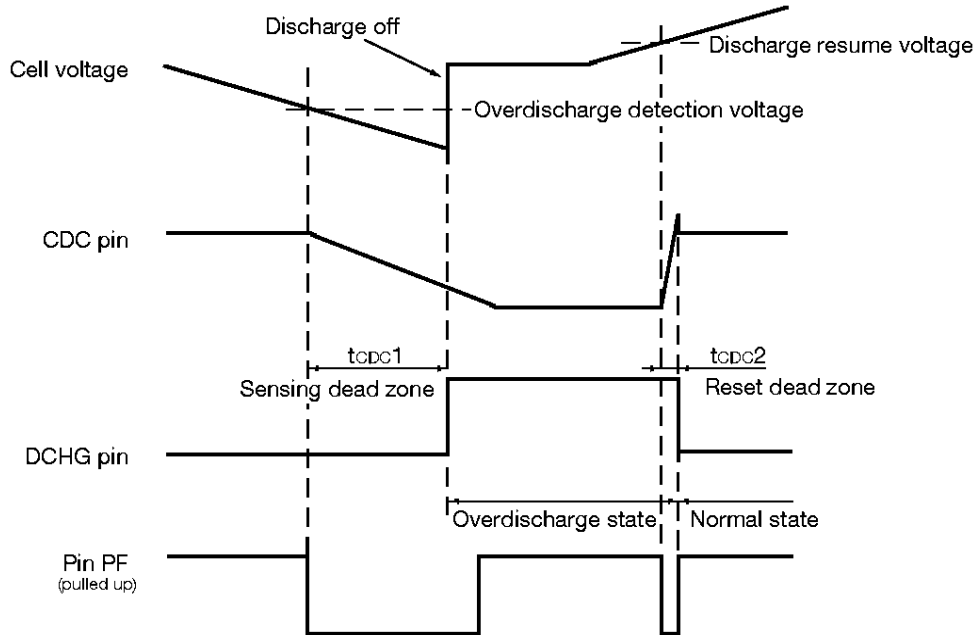 Discharge off
Discharge resume voltage
Cell voltage
Overdischarge detection voltage
CDC pin
tCDC1
tCDC2
Sensing dead zone
Reset dead zone
DCHG pin
Overdischarge state
Normal state
Pin PF
(pulled up)